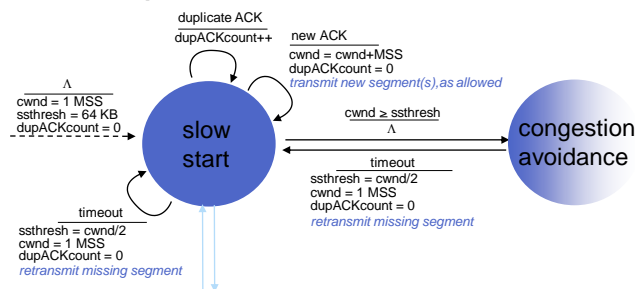 duplicate ACK
dupACKcount++
new ACK
cwnd = cwnd+MSS
dupACKcount = 0
transmit new segment(s),as allowed
Λ
cwnd = 1 MSS
ssthresh = 64 KB
dupACKcount = 0
slow
start
cwnd ≥ ssthresh
Λ
congestion
avoidance
timeout
ssthresh = cwnd/2
cwnd = 1 MSS
dupACKcount = 0
retransmit missing segment
timeout
ssthresh = cwnd/2
cwnd = 1 MSS
dupACKcount = 0
retransmit missing segment